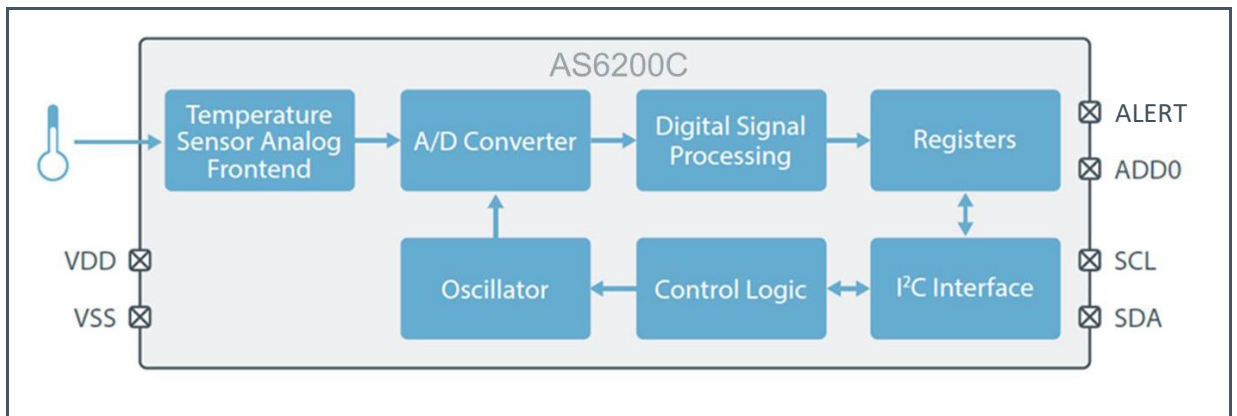 AS6200C
Temperature
Sensor Analog
Frontend
A/D Converter
Digital Signal
Processing
Registers
ALERT
ADD0
VDD
VSS
Oscillator
Control Logic
I²C Interface
SCL
SDA